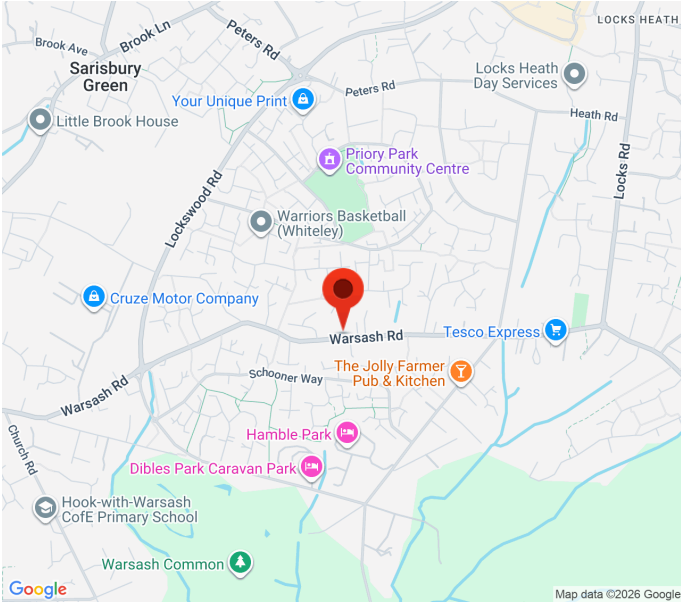 LOCKS HEATH
Brook Ln
Peters Rd
Brook Ave
Sarisbury
Green
Locks Heath
Day Services
Your Unique Print
Peters Rd
Heath Rd
Little Brook House
Priory Park
Community Centre
Locks Rd
Lockswood Rd
Warriors Basketball
(Whiteley)
Cruze Motor Company
Warsash Rd
Tesco Express
The Jolly Farmer
Pub & Kitchen
Schooner Way
Warsash Rd
Church Rd
Hamble Park
Dibles Park Caravan Park
Hook-with-Warsash
CofE Primary School
Warsash Common
Google
Map data ©2026 Google